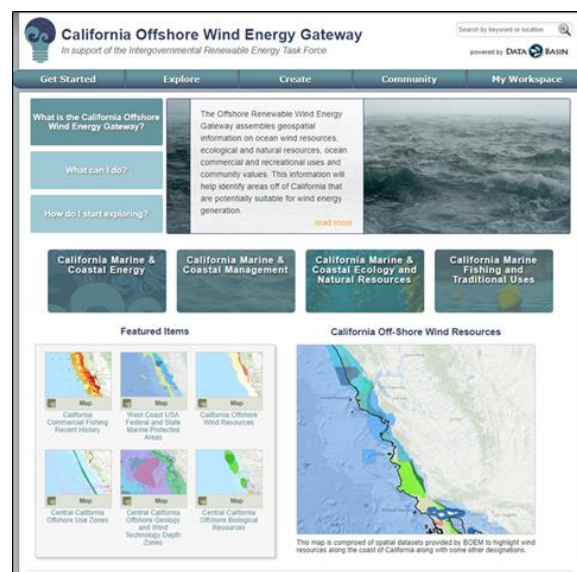 California Offshore Wind Energy Gateway
In support of the Intergovernmental Renewable Energy Task Force
Search by keyword or location
powered by DATA BASIN
Get Started
Explore
Create
Community
My Workspace
What is the California Offshore
Wind Energy Gateway?
What can I do?
How do I start exploring?
The Offshore Renewable Wind Energy
Gateway assembles geospatial
information on ocean wind resources,
ecological and natural resources, ocean
commercial and recreational uses and
community values. This information will
help identify areas off of California that
are potentially suitable for wind energy
generation.
read more
California Marine &
Coastal Energy
California Marine &
Coastal Management
California Marine &
Coastal Ecology and
Natural Resources
California Marine
Fishing and
Traditional Uses
Featured Items
Map
California
Commercial Fishing
Recent History
Map
West Coast USA
Federal and State
Marine Protected
Areas
Map
California Offshore
Wind Resources
Map
Central California
Offshore Use Zones
Map
Central California
Offshore Geology
and Wind
Technology Depth
Zones
Map
Central California
Offshore Biological
Resources
California Off-Shore Wind Resources
This map is comprised of spatial datasets provided by BOEM to highlight wind
resources along the coast of California along with some other designations.